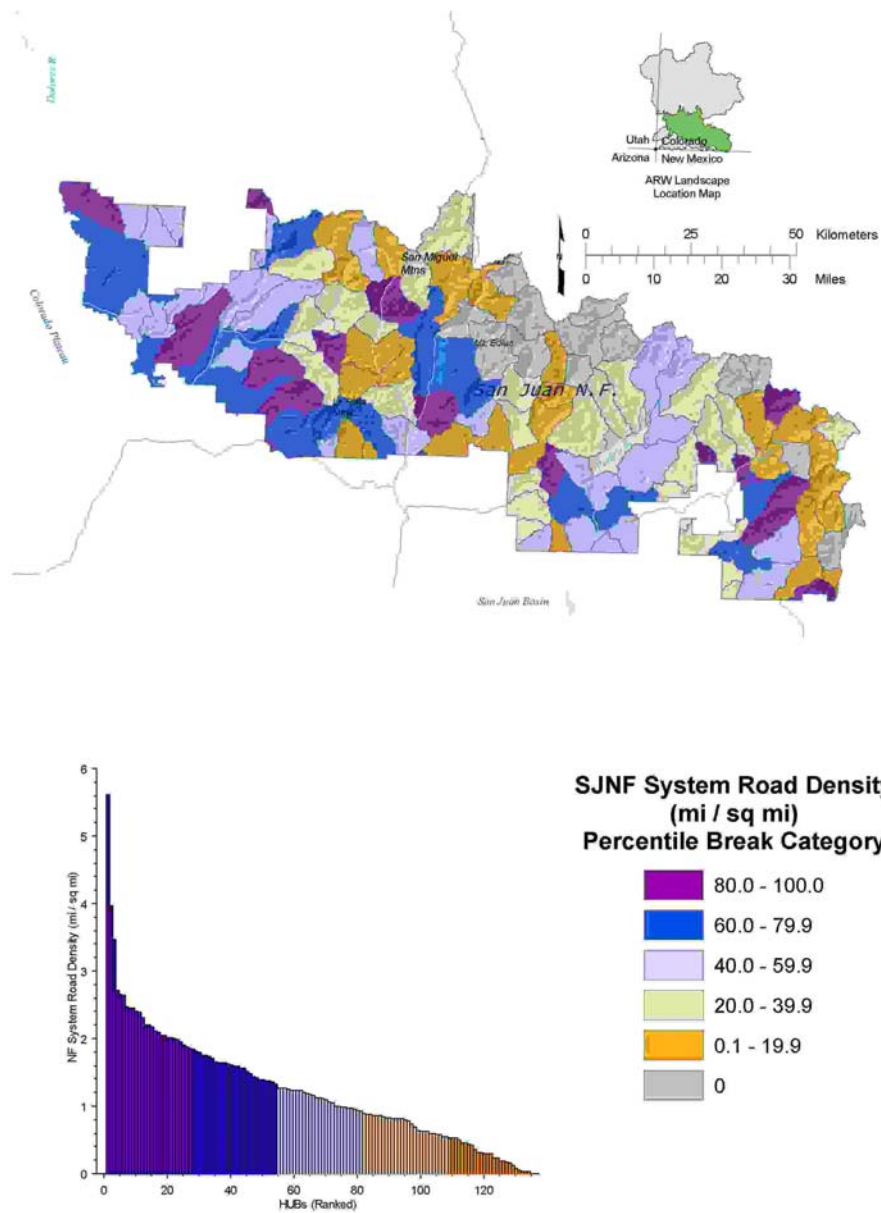 Dolores R.
Utah
Colorado
Arizona
New Mexico
ARW Landscape
Location Map
0 25 50 Kilometers
0 10 20 30 Miles
N
San Miguel
Mtns
Colorado Plateau
San Juan N.F.
San Juan Basin
SJNF System Road Density
(mi / sq mi)
Percentile Break Category
80.0 - 100.0
60.0 - 79.9
40.0 - 59.9
20.0 - 39.9
0.1 - 19.9
0
NF System Road Density (mi / sq mi)
6
5
4
3
2
1
0
0 20 40 60 80 100 120
HUBs (Ranked)